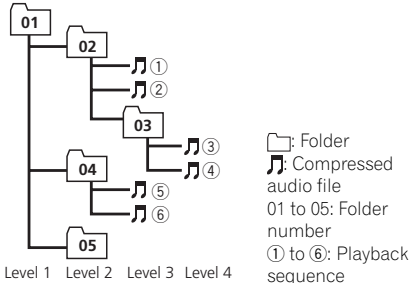 01
02
①
②
03
③
④
04
⑤
⑥
05
Level 1 Level 2 Level 3 Level 4
: Folder
: Compressed
audio file
01 to 05: Folder
number
① to ⑥: Playback
sequence